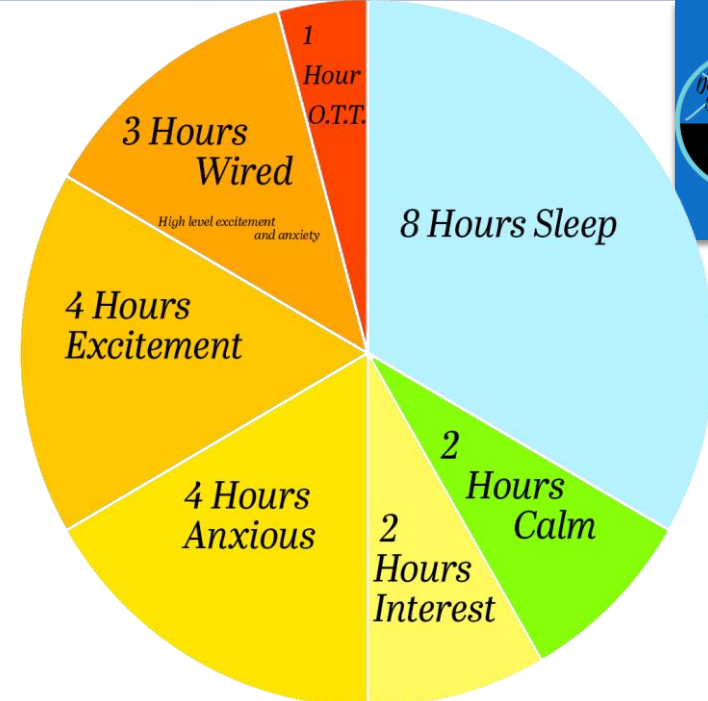 1
Hour
O.T.T.
3 Hours
Wired
High level excitement
and anxiety
8 Hours Sleep
4 Hours
Excitement
2
Hours
Calm
4 Hours
Anxious
2
Hours
Interest